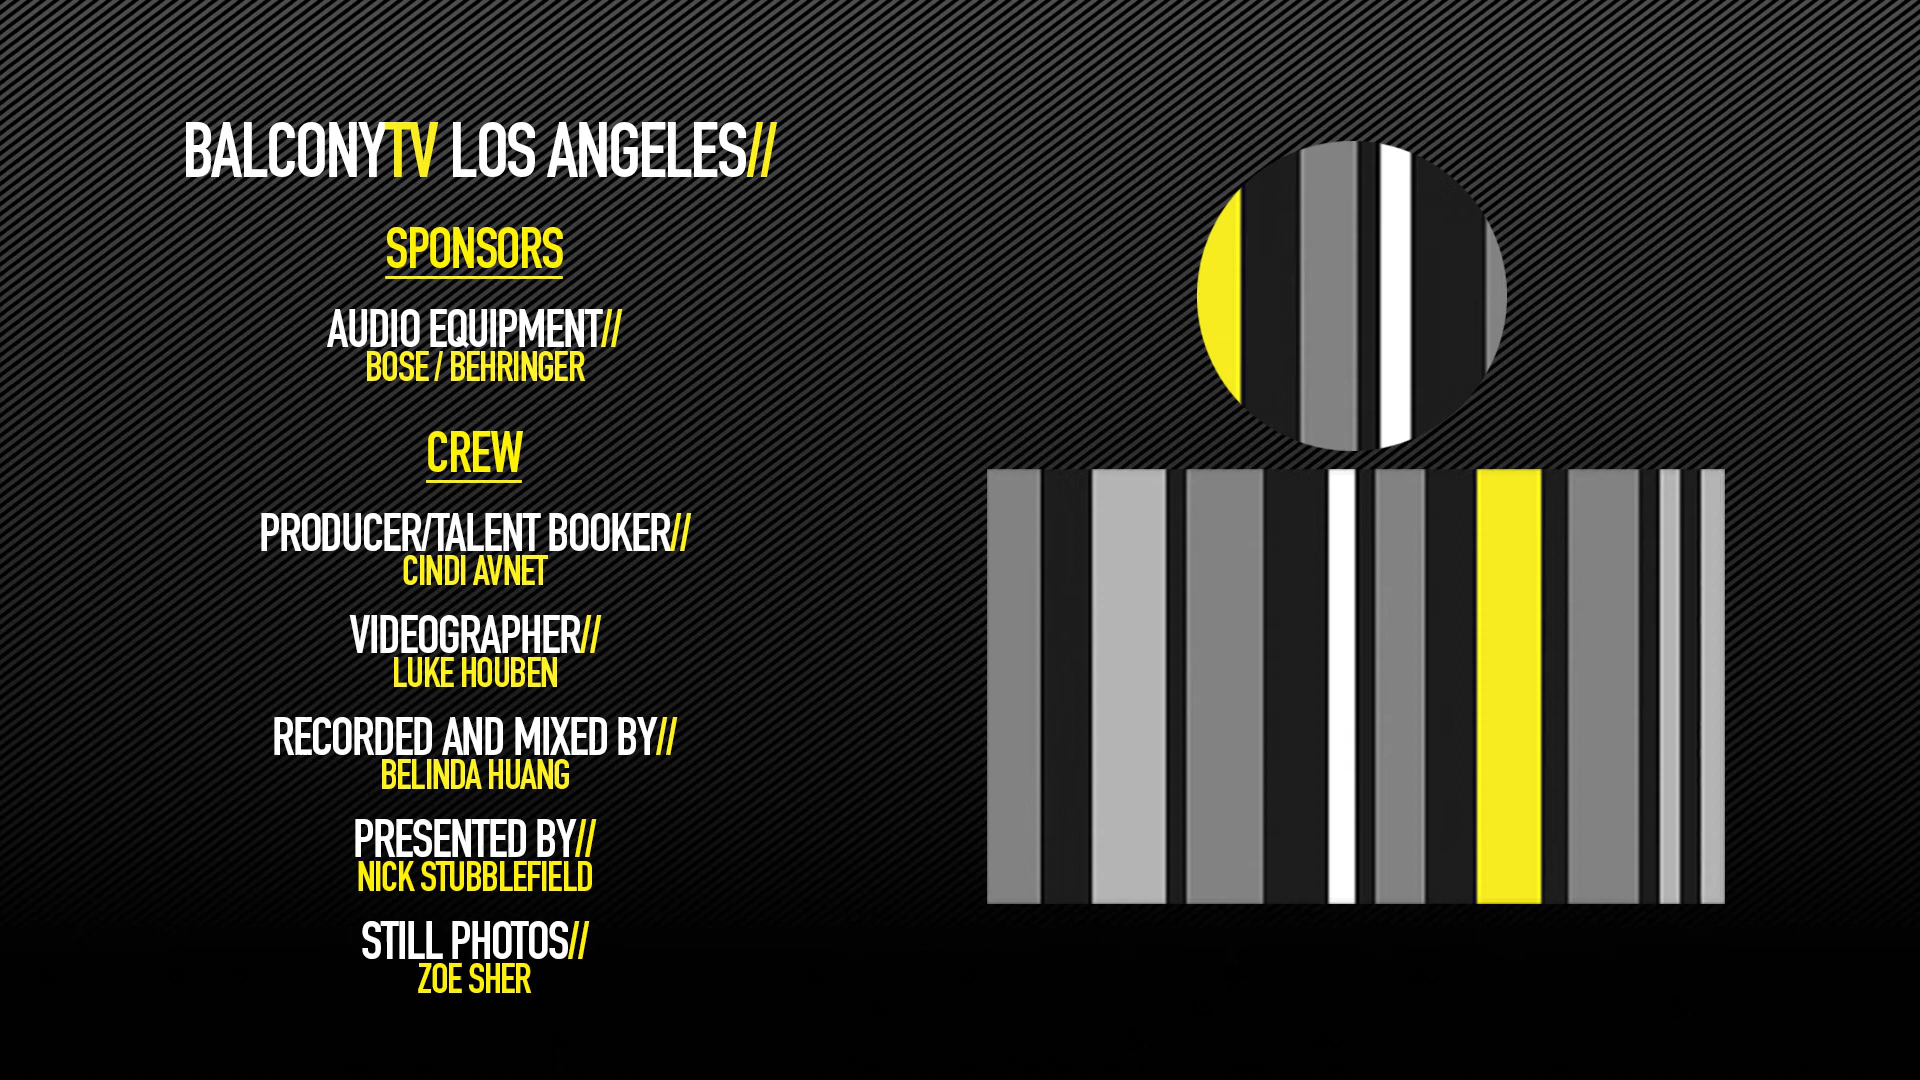 BALCONYTV LOS ANGELES//
SPONSORS
AUDIO EQUIPMENT//
BOSE / BEHRINGER
CREW
PRODUCER/TALENT BOOKER//
CINDI AVNET
VIDEOGRAPHER//
LUKE HOUBEN
RECORDED AND MIXED BY//
BELINDA HUANG
PRESENTED BY//
NICK STUBBLEFIELD
STILL PHOTOS//
ZOE SHER